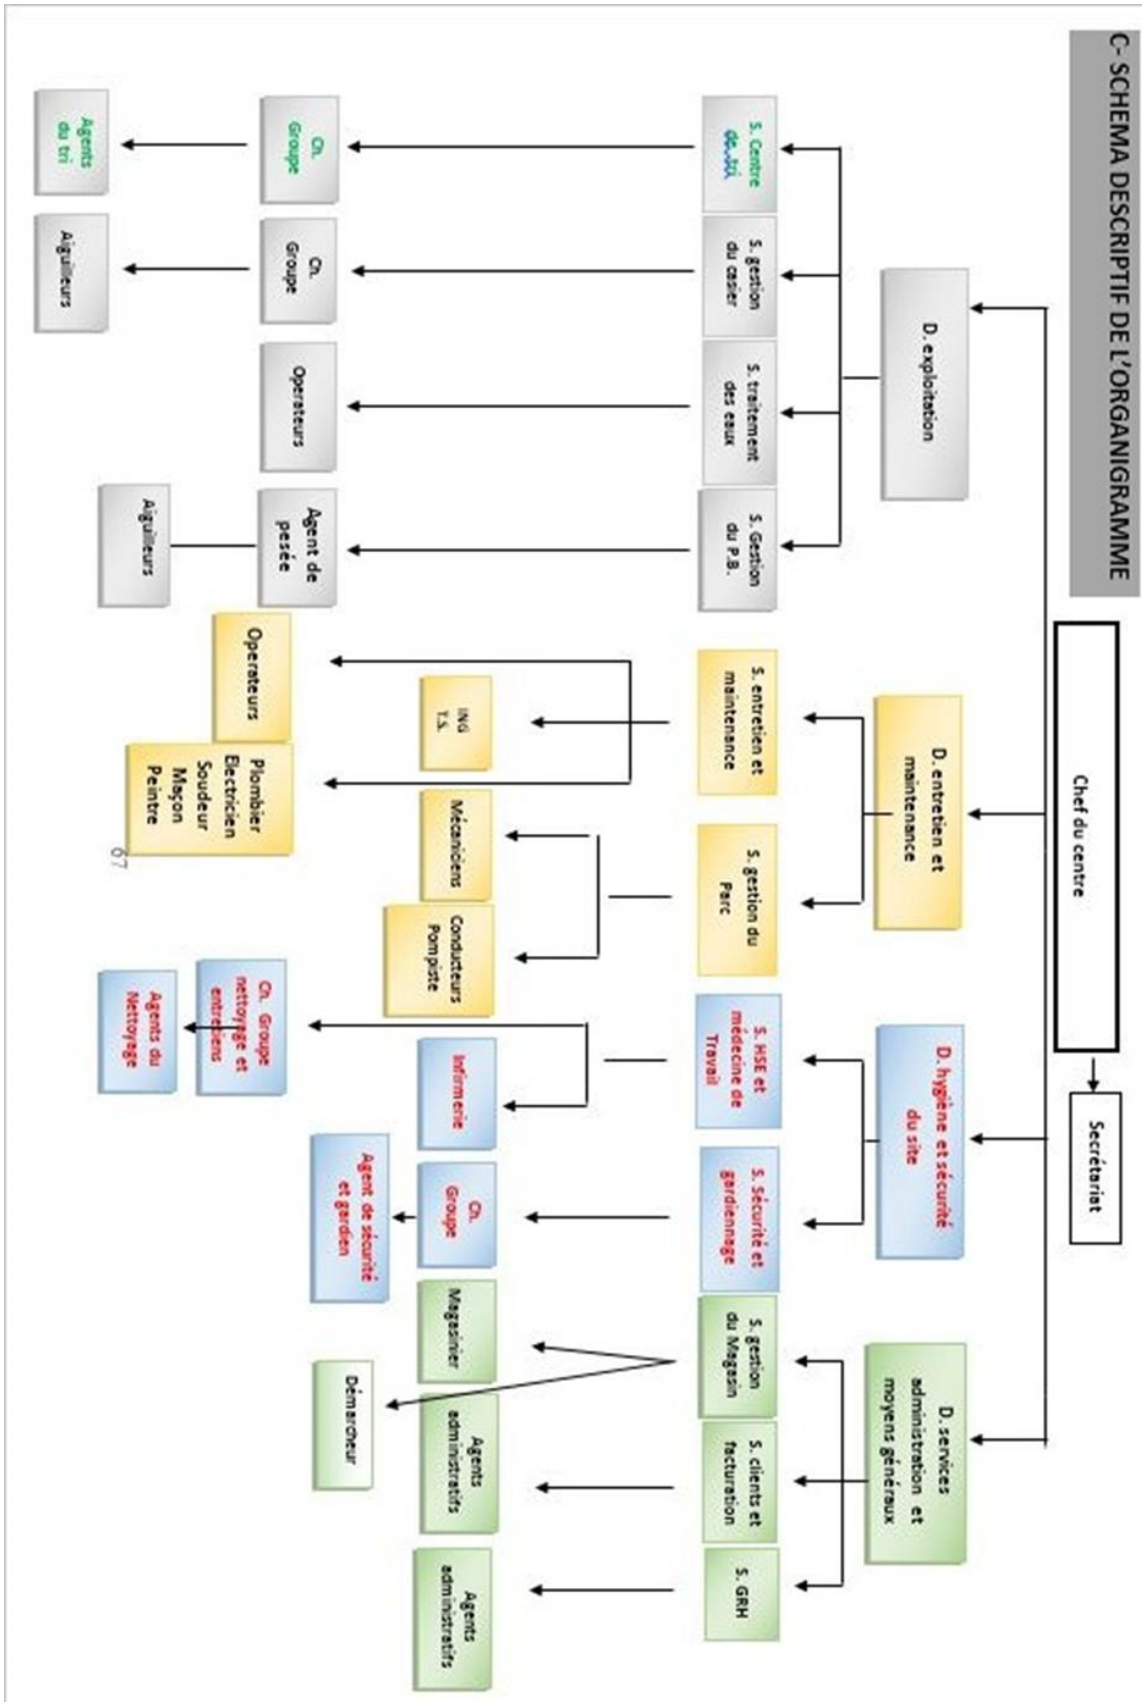 C- SCHEMA DESCRIPTIF DE L'ORGANIGRAMME
Chef du centre
Secrétariat
D. exploitation
D. entretien et
maintenance
D. hygiène et sécurité
du site
D. services
administration et
moyens généraux
S. Centre
de tri
S. gestion
du casier
S. traitement
des eaux
S. Gestion
du P.B.
S. entretien et
maintenance
S. gestion du
Parc
S. HSE et
médecine de
Travail
S. Sécurité et
gardiennage
S. gestion
du Magasin
S. clients et
facturation
S. GRH
Ch.
Groupe
Ch.
Groupe
Operateurs
Agent de
pesée
ING
T.S.
Mécaniciens
Conducteurs
Pompiste
Infirmerie
Ch.
Groupe
Magasinier
Agents
administratifs
Agents
administratifs
Agents
du tri
Aiguilleurs
Aiguilleurs
Operateurs
Plombier
Electricien
Soudeur
Maçon
Peintre
Ch. Groupe
nettoyage et
entretiens
Agents du
Nettoyage
Agent de sécurité
et gardien
Démarcheur
67